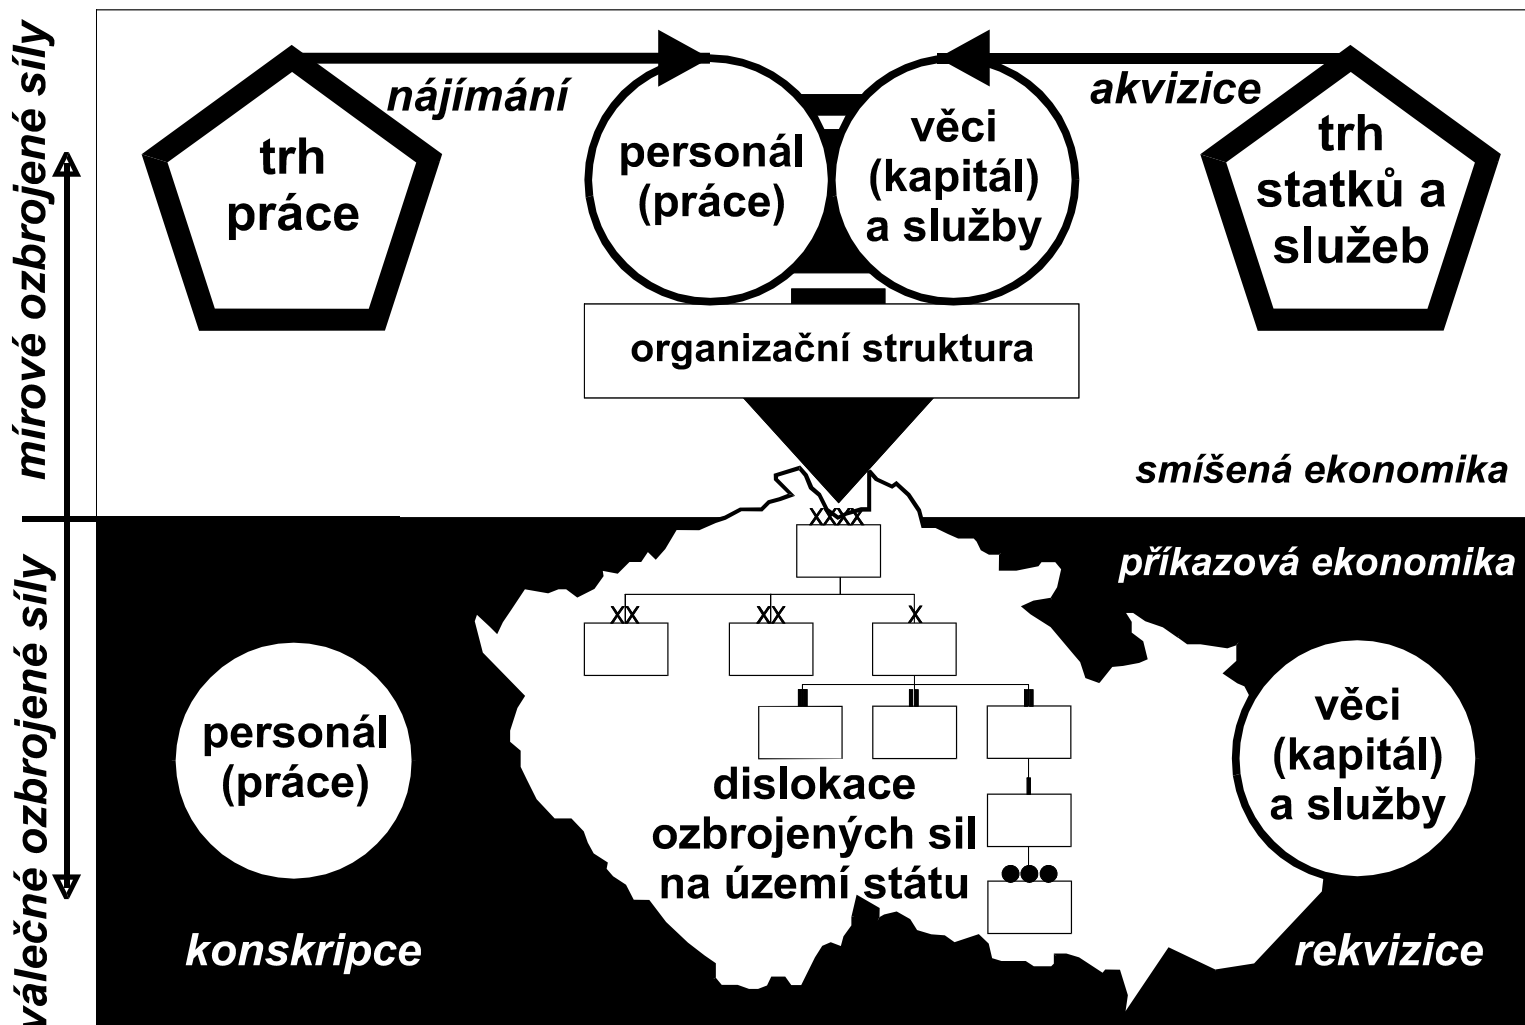 mírové ozbrojené síly
válečné ozbrojené síly
nájímání
akvizice
trh
práce
personál
(práce)
věci
(kapitál)
a služby
trh
statků a
služeb
organizační struktura
smíšená ekonomika
příkazová ekonomika
XXXX
XX
XX
X
personál
(práce)
dislokace
ozbrojených sil
na území státu
věci
(kapitál)
a služby
konskripce
rekvizice